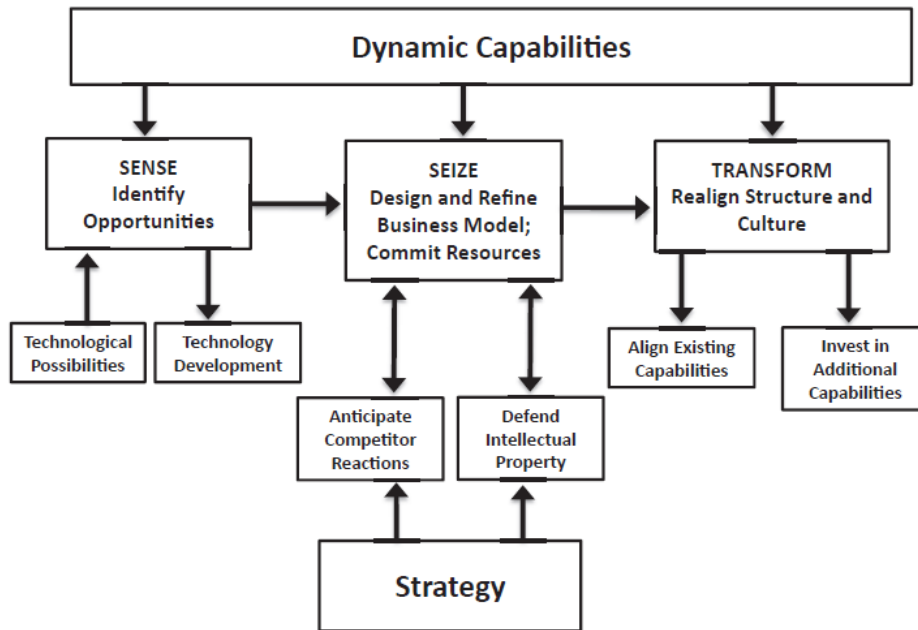 Dynamic Capabilities
SENSE
Identify
Opportunities
SEIZE
Design and Refine
Business Model;
Commit Resources
TRANSFORM
Realign Structure and
Culture
Technological
Possibilities
Technology
Development
Anticipate
Competitor
Reactions
Defend
Intellectual
Property
Align Existing
Capabilities
Invest in
Additional
Capabilities
Strategy